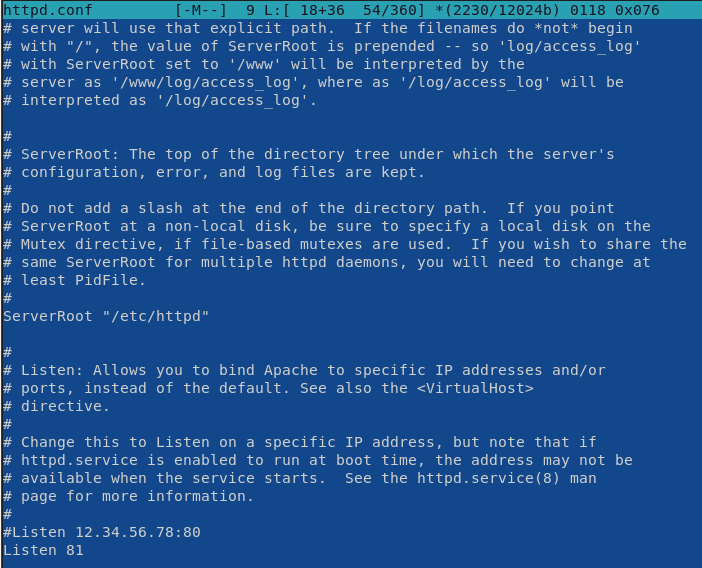 httpd.conf [-M--] 9 L:[ 18+36 54/360] *(2230/12024b) 0118 0x076
# server will use that explicit path. If the filenames do *not* begin
# with "/", the value of ServerRoot is prepended -- so 'log/access_log'
# with ServerRoot set to '/www' will be interpreted by the
# server as '/www/log/access_log', where as '/log/access_log' will be
# interpreted as '/log/access_log'.
#
# ServerRoot: The top of the directory tree under which the server's
# configuration, error, and log files are kept.
#
# Do not add a slash at the end of the directory path. If you point
# ServerRoot at a non-local disk, be sure to specify a local disk on the
# Mutex directive, if file-based mutexes are used. If you wish to share the
# same ServerRoot for multiple httpd daemons, you will need to change at
# least PidFile.
#
ServerRoot "/etc/httpd"
#
# Listen: Allows you to bind Apache to specific IP addresses and/or
# ports, instead of the default. See also the <VirtualHost>
# directive.
#
# Change this to Listen on a specific IP address, but note that if
# httpd.service is enabled to run at boot time, the address may not be
# available when the service starts. See the httpd.service(8) man
# page for more information.
#
#Listen 12.34.56.78:80
Listen 81